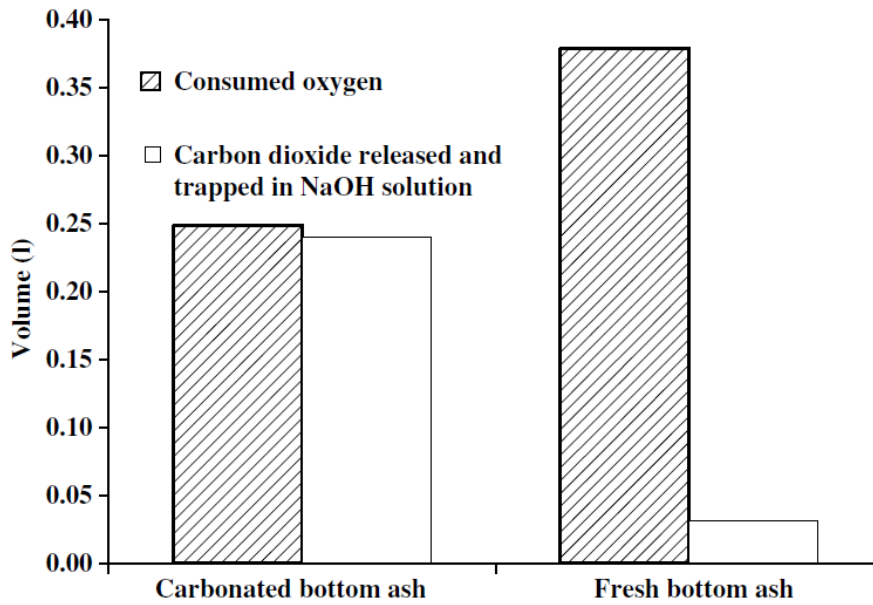 0.40
0.35
0.30
0.25
0.20
0.15
0.10
0.05
0.00
Volume (l)
Consumed oxygen
Carbon dioxide released and
trapped in NaOH solution
Carbonated bottom ash
Fresh bottom ash